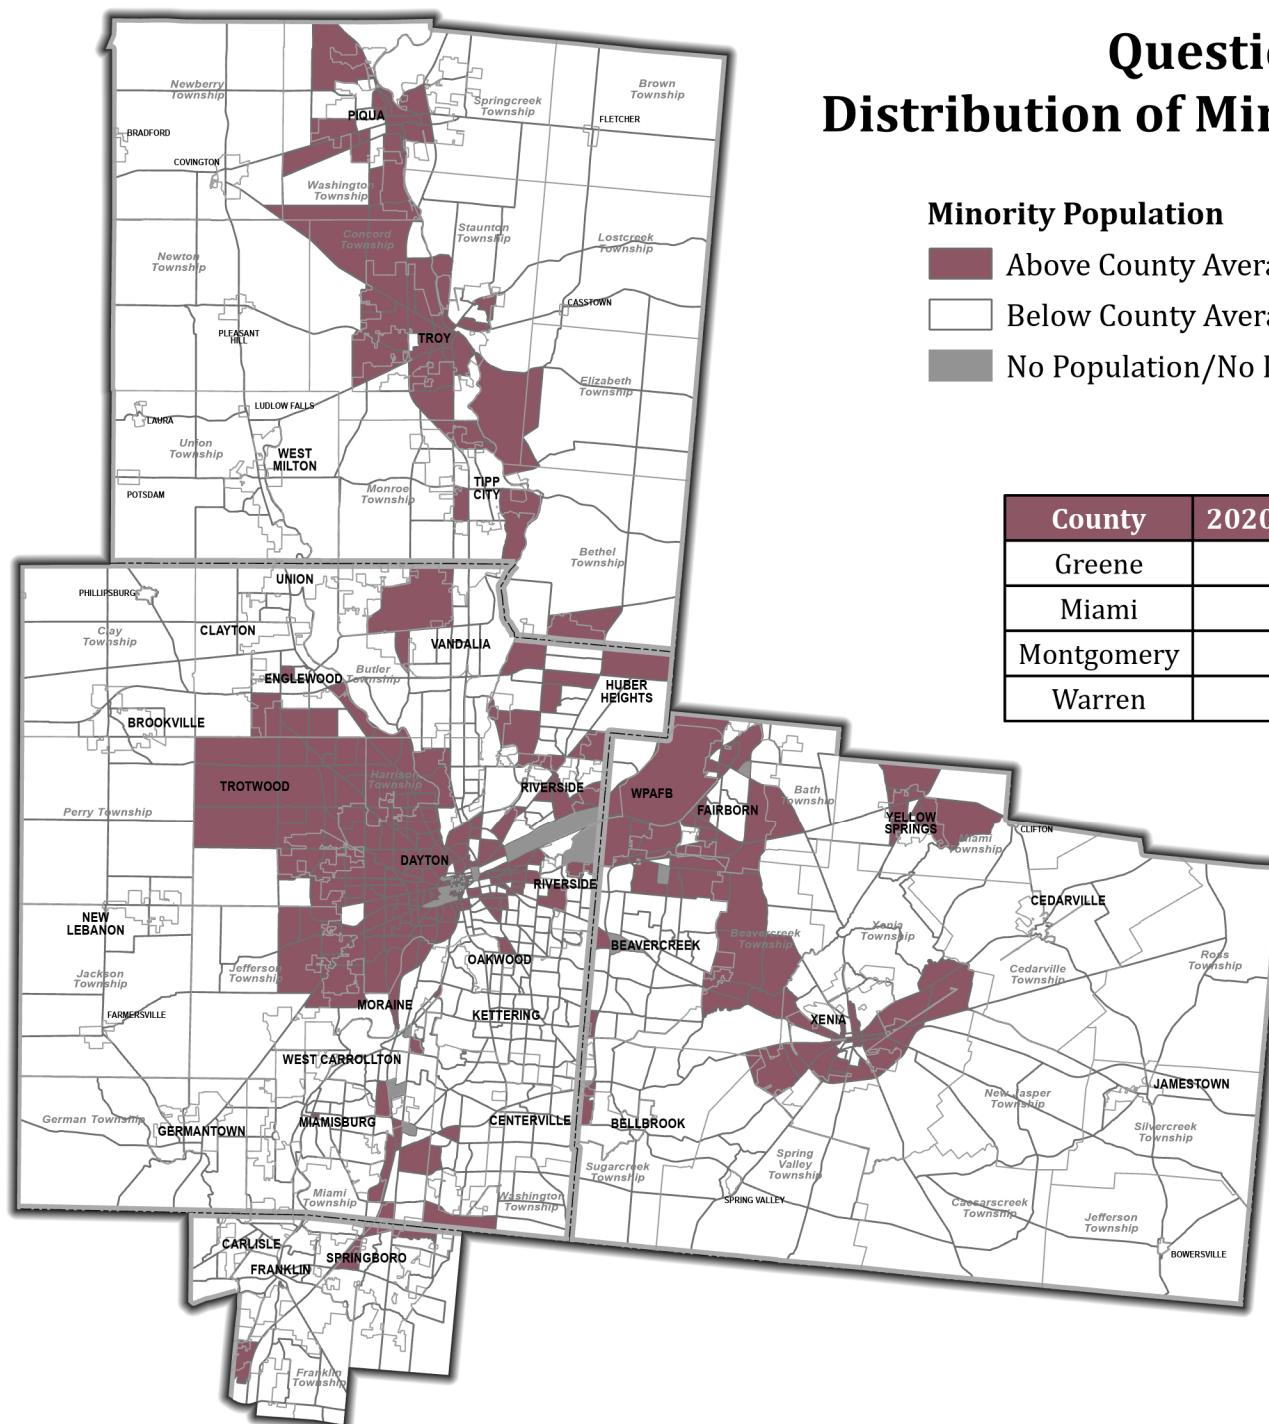 Questi
Distribution of Mi
Minority Population
Above County Avera
Below County Avera
No Population/No
County 2020
Greene
Miami
Montgomery
Warren
Newberry
Township
Brown
Township
Springcreek
Township
PIQUA
FLETCHER
BRADFORD
COVINGTON
Washington
Township
Staunton
Township
Concord
Township
Lostcreek
Township
Newton
Township
CASSTOWN
PLEASANT
HILL
TROY
Elizabeth
Township
LUDLOW FALLS
LAURA
Union
Township
WEST
MILTON
TIPP
CITY
POTSDAM
Monroe
Township
Bethel
Township
UNION
PHILLIPSBURG
Clay
Township
CLAYTON
VANDALIA
Butler
Township
ENGLEWOOD
HUBER
HEIGHTS
BROOKVILLE
TROTWOOD
Harrison
Township
RIVERSIDE
WPAFB
Bath
Township
FAIRBORN
Perry Township
YELLOW
SPRINGS
CLIFTON
Miami
Township
DAYTON
RIVERSIDE
CEDARVILLE
NEW
LEBANON
Xenia
Township
Beavercreek
Township
BEAVERCREEK
OAKWOOD
Ross
Township
Jefferson
Township
Jackson
Township
Cedarville
Township
MORAINE
FARMERSVILLE
KETTERING
XENIA
WEST CARROLLTON
JAMESTOWN
New Jasper
Township
German Township
GERMANTOWN
MIAMISBURG
CENTERVILLE
BELLBROOK
Silvercreek
Township
Spring
Valley
Township
Sugarcreek
Township
Miami
Township
Washington
Township
SPRING VALLEY
Caesarscreek
Township
Jefferson
Township
CARLISLE
SPRINGBORO
BOWERSVILLE
FRANKLIN
Franklin
Township